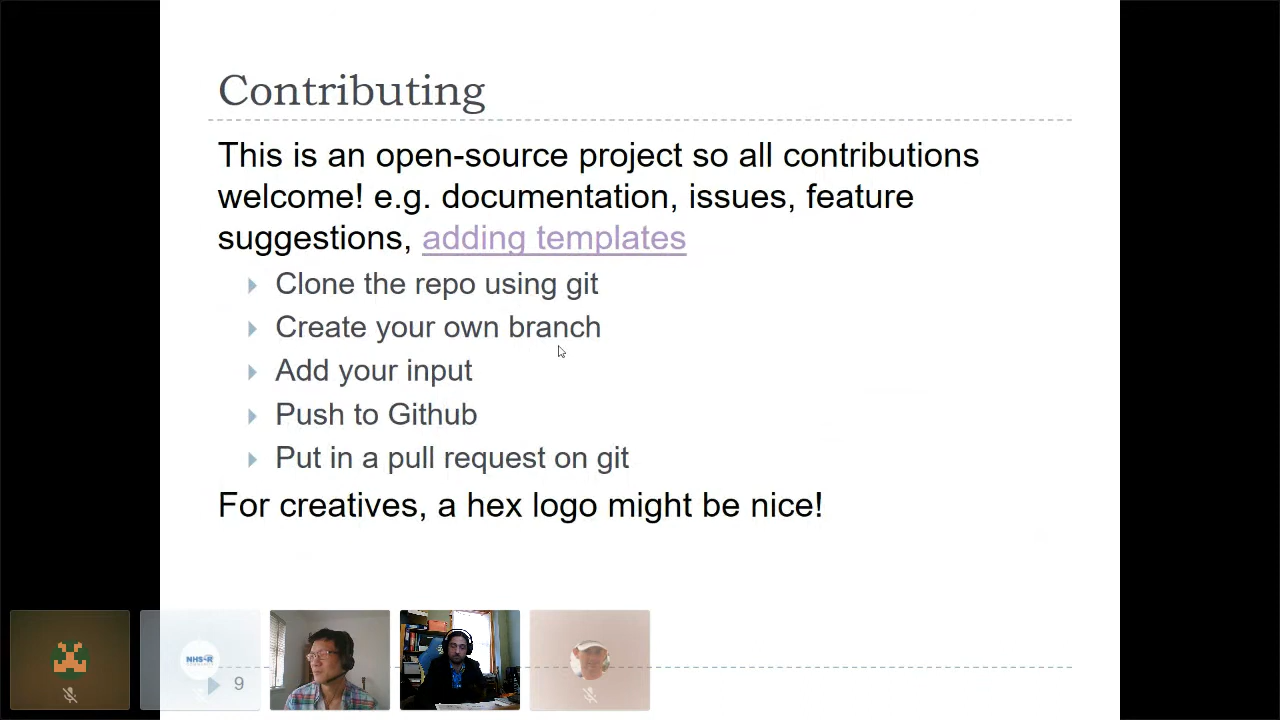 Contributing
This is an open-source project so all contributions
welcome! e.g. documentation, issues, feature
suggestions, adding templates
Clone the repo using git
Create your own branch
Add your input
Push to Github
Put in a pull request on git
For creatives, a hex logo might be nice!
NHS-R
9